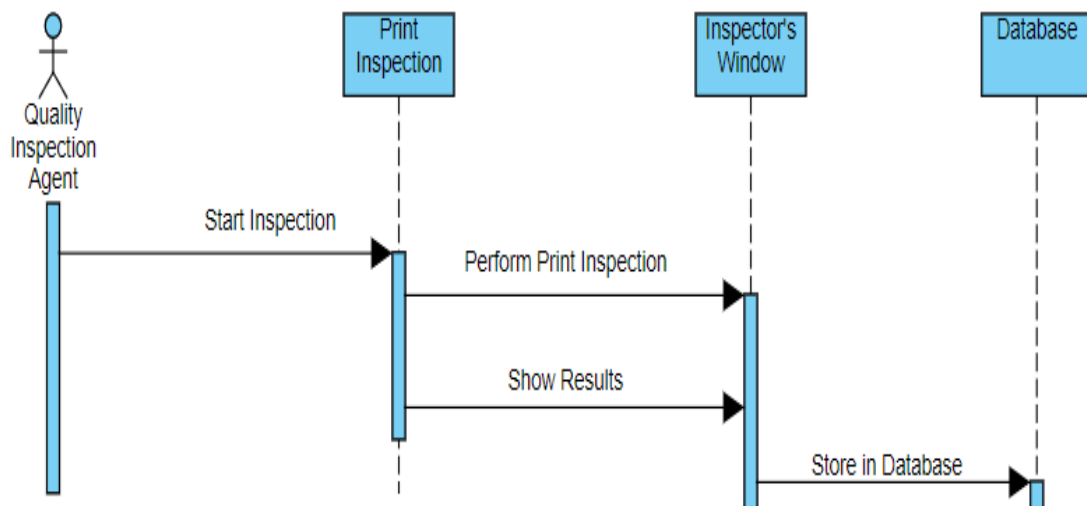 Print
Inspection
Inspector's
Window
Database
Quality
Inspection
Agent
Start Inspection
Perform Print Inspection
Show Results
Store in Database